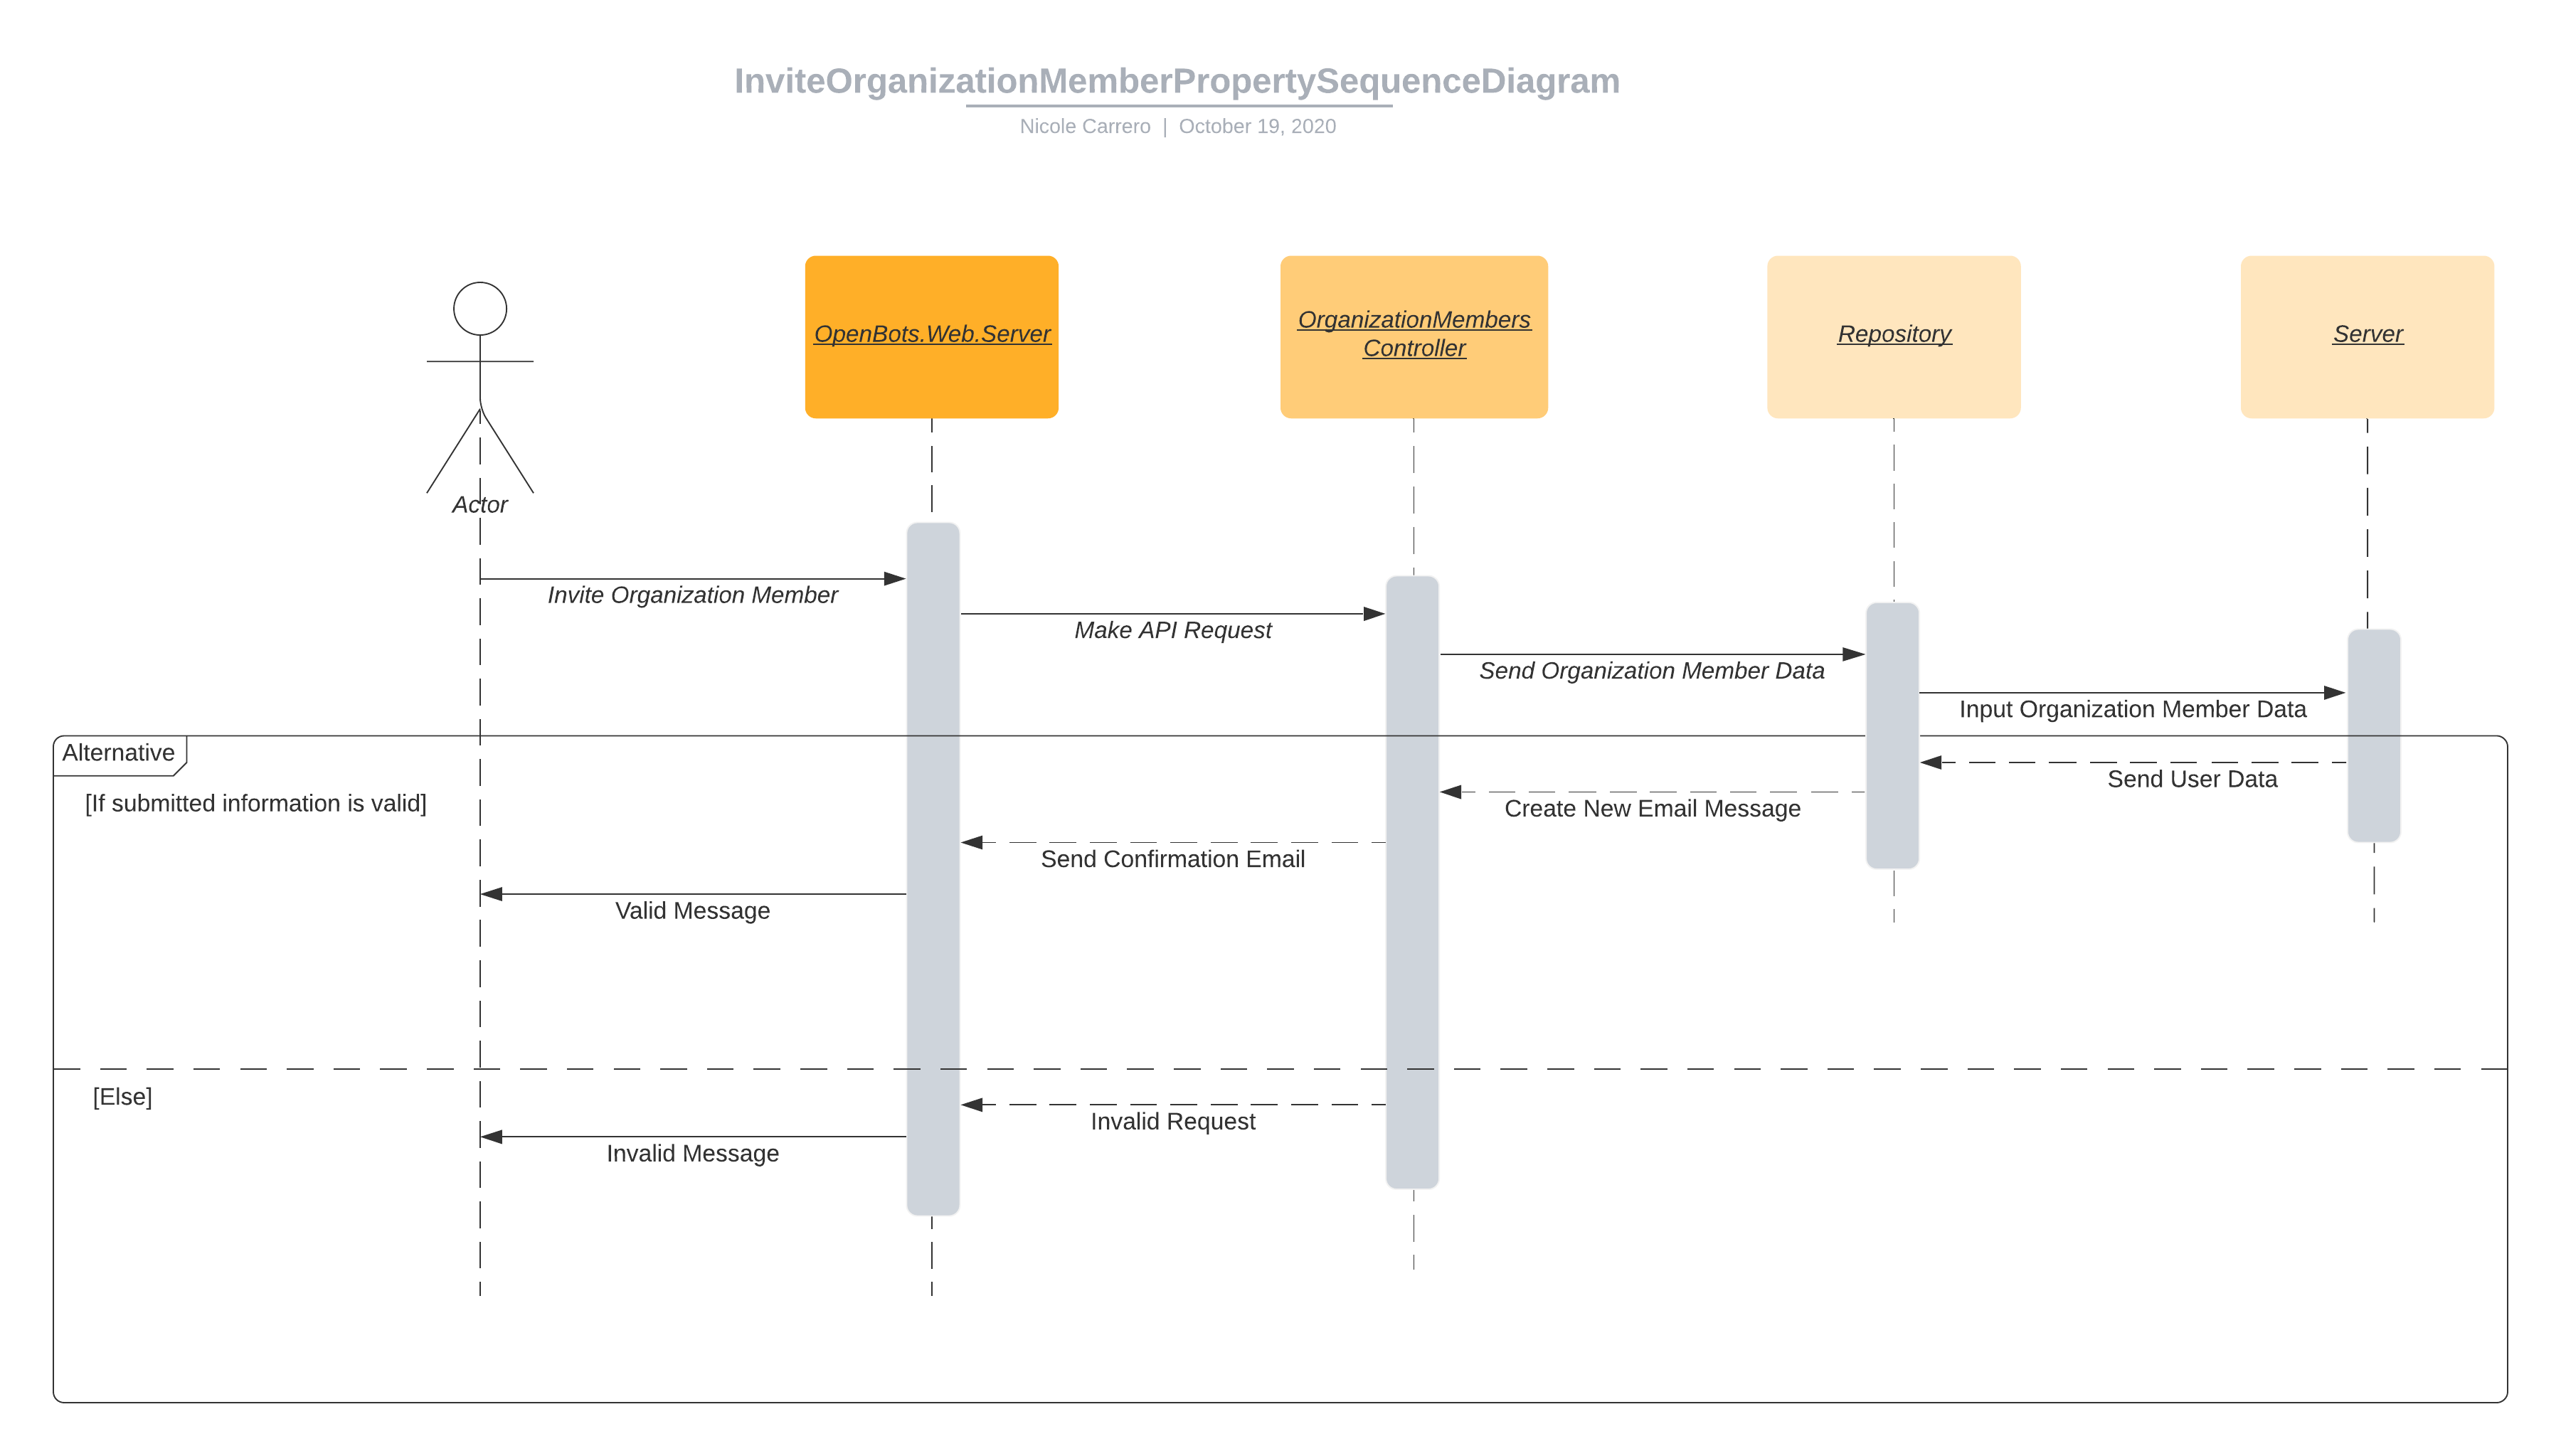 InviteOrganizationMemberPropertySequenceDiagram
Nicole Carrero | October 19, 2020
OpenBots.Web.Server
OrganizationMembers
Controller
Repository
Server
Actor
Invite Organization Member
Make API Request
Send Organization Member Data
Input Organization Member Data
Alternative
[If submitted information is valid]
Send User Data
Create New Email Message
Send Confirmation Email
Valid Message
[Else]
Invalid Request
Invalid Message